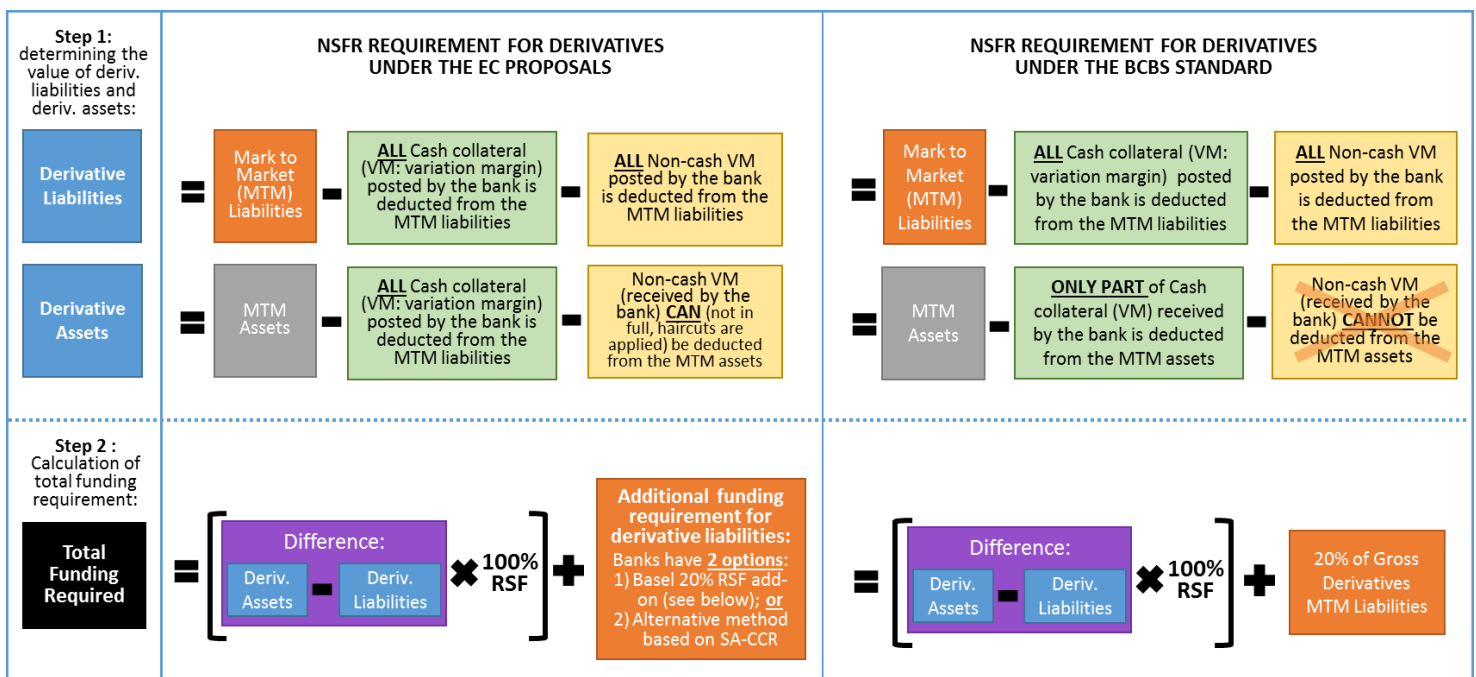 Step 1:
determining the
value of deriv.
liabilities and
deriv. assets:
NSFR REQUIREMENT FOR DERIVATIVES
UNDER THE EC PROPOSALS
NSFR REQUIREMENT FOR DERIVATIVES
UNDER THE BCBS STANDARD
Derivative
Liabilities
=
Mark to
Market
(MTM)
Liabilities
-
ALL Cash collateral
(VM: variation margin)
posted by the bank is
deducted from the
MTM liabilities
-
ALL Non-cash VM
posted by the bank
is deducted from
the MTM liabilities
=
Mark to
Market
(MTM)
Liabilities
-
ALL Cash collateral (VM:
variation margin) posted
by the bank is deducted
from the MTM liabilities
-
ALL Non-cash VM
posted by the bank
is deducted from
the MTM liabilities
Derivative
Assets
=
MTM
Assets
-
ALL Cash collateral
(VM: variation margin)
posted by the bank is
deducted from the
MTM liabilities
-
Non-cash VM
(received by the
bank) CAN (not in
full, haircuts are
applied) be deducted
from the MTM assets
=
MTM
Assets
-
ONLY PART of Cash
collateral (VM) received
by the bank is deducted
from the MTM assets
-
Non-cash VM
(received by the
bank) CANNOT be
deducted from the
MTM assets
Step 2 :
Calculation of
total funding
requirement:
Total
Funding
Required
=
[
Difference:
Deriv.
Assets
-
Deriv.
Liabilities
×
100%
RSF
]
+
Additional funding
requirement for
derivative liabilities:
Banks have 2 options:
1) Basel 20% RSF add-
on (see below); or
2) Alternative method
based on SA-CCR
=
[
Difference:
Deriv.
Assets
-
Deriv.
Liabilities
×
100%
RSF
]
+
20% of Gross
Derivatives
MTM Liabilities